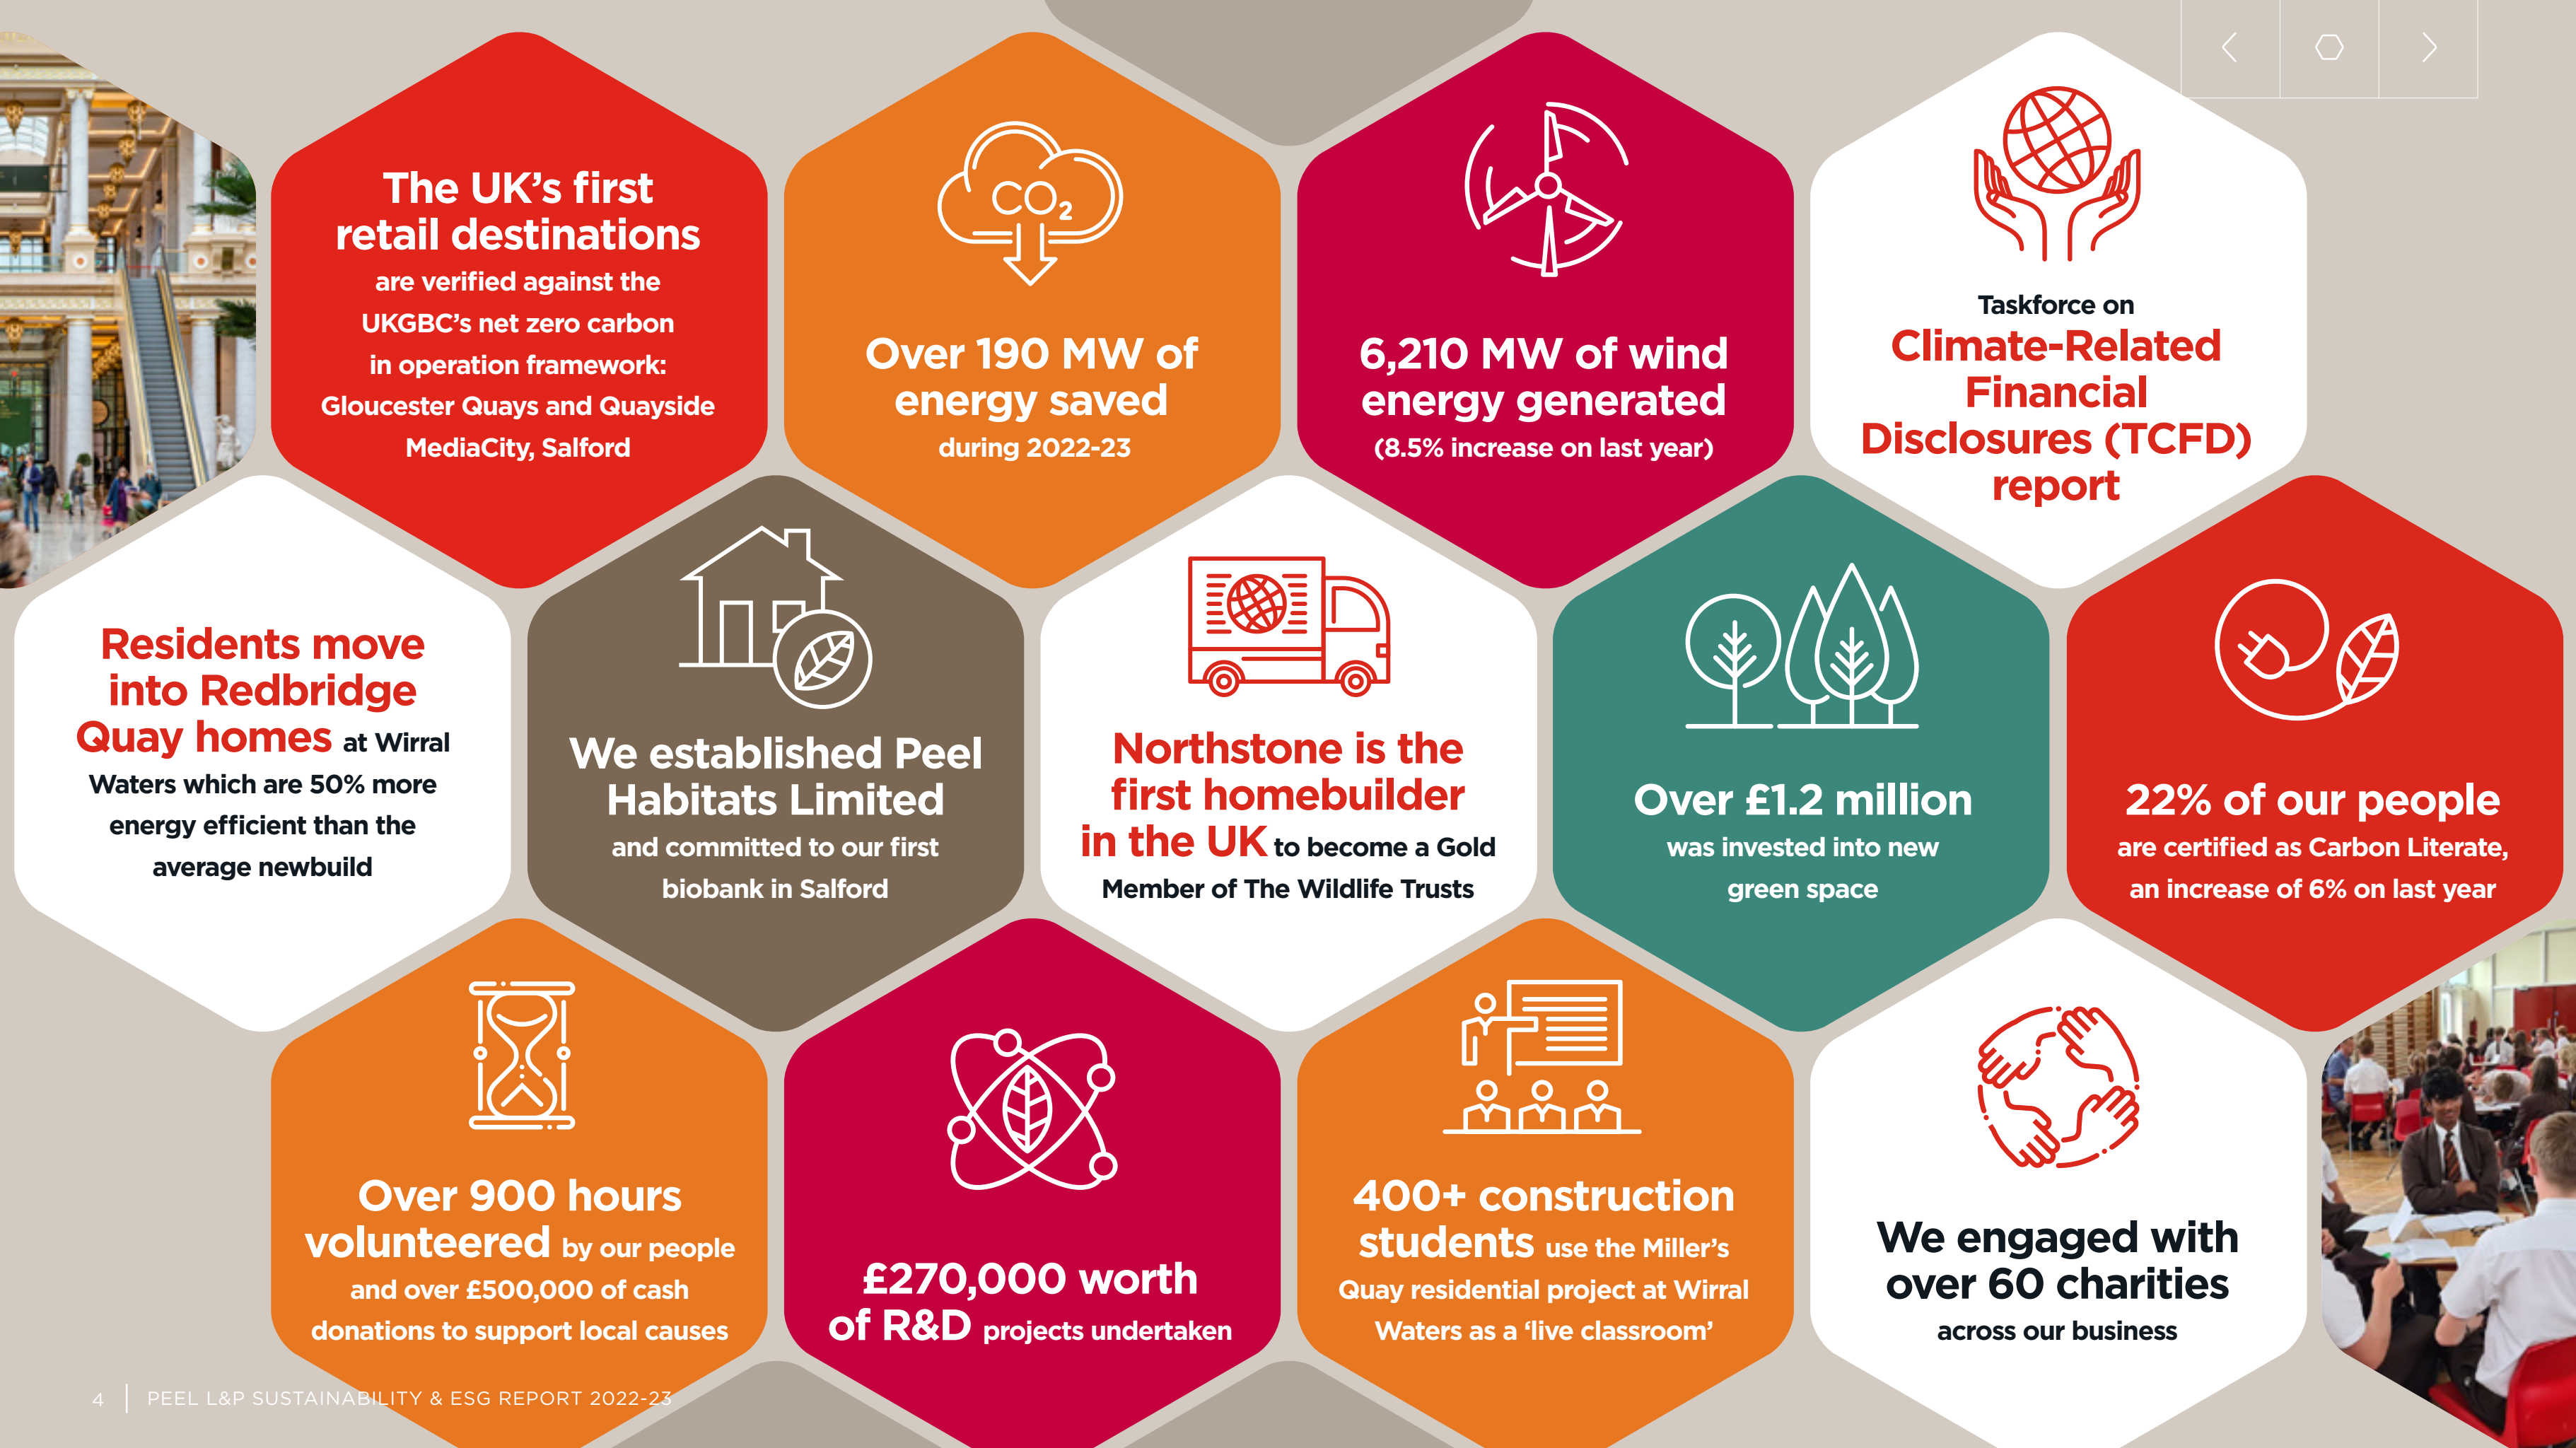 The UK’s first
retail destinations
are verified against the
UKGBC’s net zero carbon
in operation framework:
Gloucester Quays and Quayside
MediaCity, Salford
CO2
Over 190 MW of
energy saved
during 2022-23
6,210 MW of wind
energy generated
(8.5% increase on last year)
Taskforce on
Climate-Related
Financial
Disclosures (TCFD)
report
Residents move
into Redbridge
Quay homes at Wirral
Waters which are 50% more
energy efficient than the
average newbuild
We established Peel
Habitats Limited
and committed to our first
biobank in Salford
Northstone is the
first homebuilder
in the UK to become a Gold
Member of The Wildlife Trusts
Over £1.2 million
was invested into new
green space
22% of our people
are certified as Carbon Literate,
an increase of 6% on last year
Over 900 hours
volunteered by our people
and over £500,000 of cash
donations to support local causes
£270,000 worth
of R&D projects undertaken
400+ construction
students use the Miller’s
Quay residential project at Wirral
Waters as a ‘live classroom’
We engaged with
over 60 charities
across our business
4 | PEEL L&P SUSTAINABILITY & ESG REPORT 2022-23